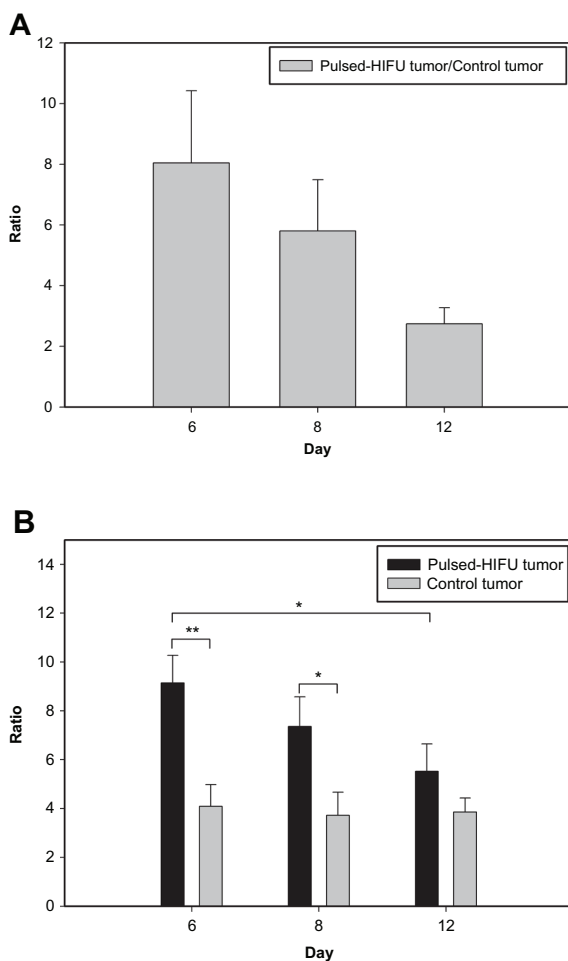 A
12
10
8
6
4
2
0
Ratio
Pulsed-HIFU tumor/Control tumor
6 8 12
Day
B
14
12
10
8
6
4
2
0
Ratio
Pulsed-HIFU tumor
Control tumor
*
**
*
6 8 12
Day